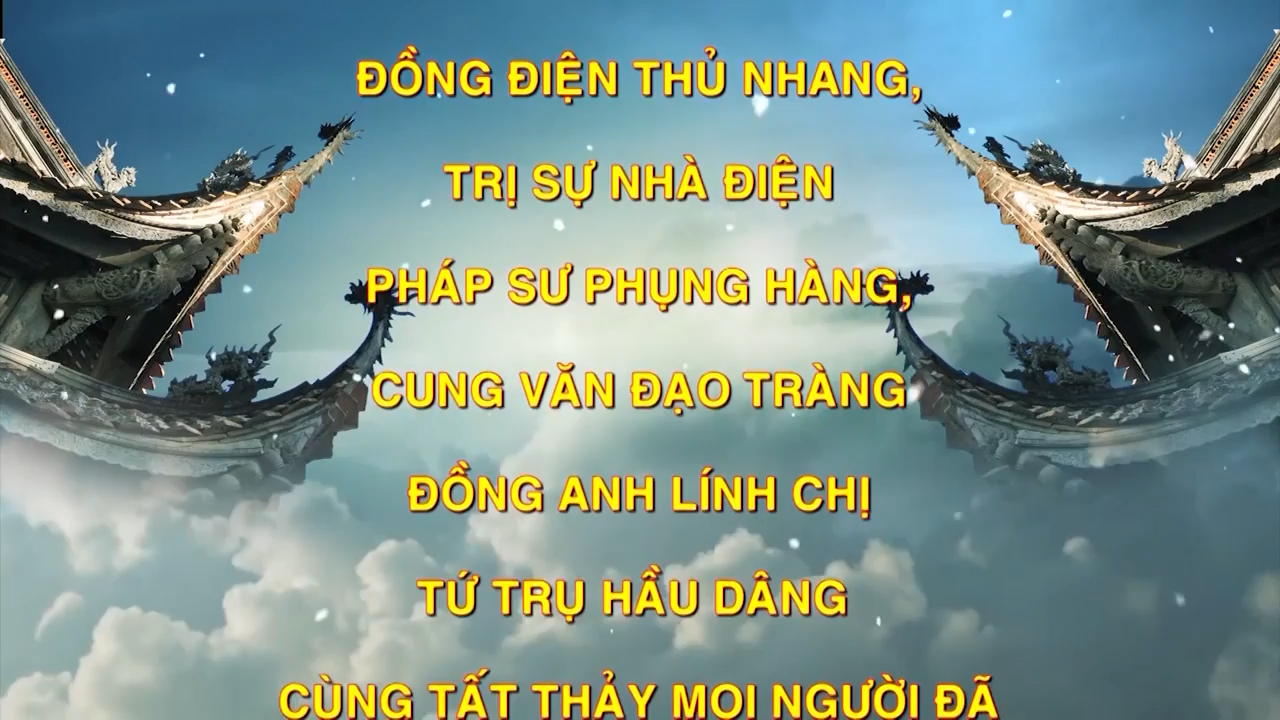 ĐỒNG ĐIỆN THỦ NHANG,
TRỊ SỰ NHÀ ĐIỆN
PHÁP SƯ PHỤNG HÀNG,
CUNG VĂN ĐẠO TRÀNG
ĐỒNG ANH LÍNH CHỊ
TỨ TRỤ HẦU DÂNG
CÙNG TẤT THẢY MỌI NGƯỜI ĐÃ